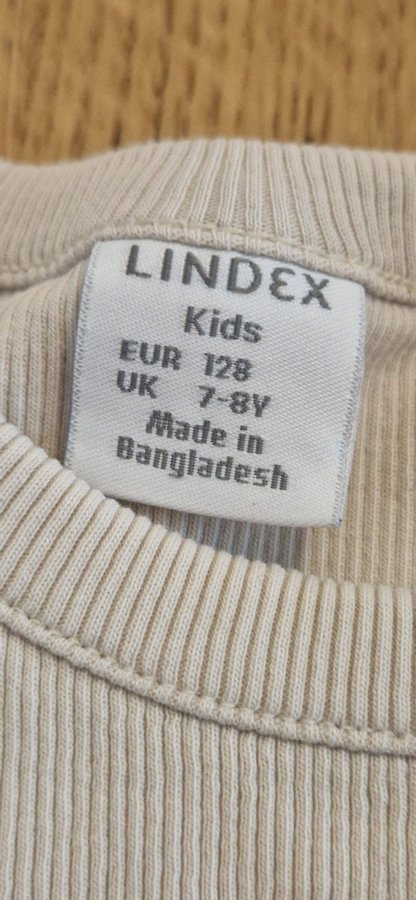 LINDEX
Kids
EUR 128
UK 7-8Y
Made in
Bangladesh